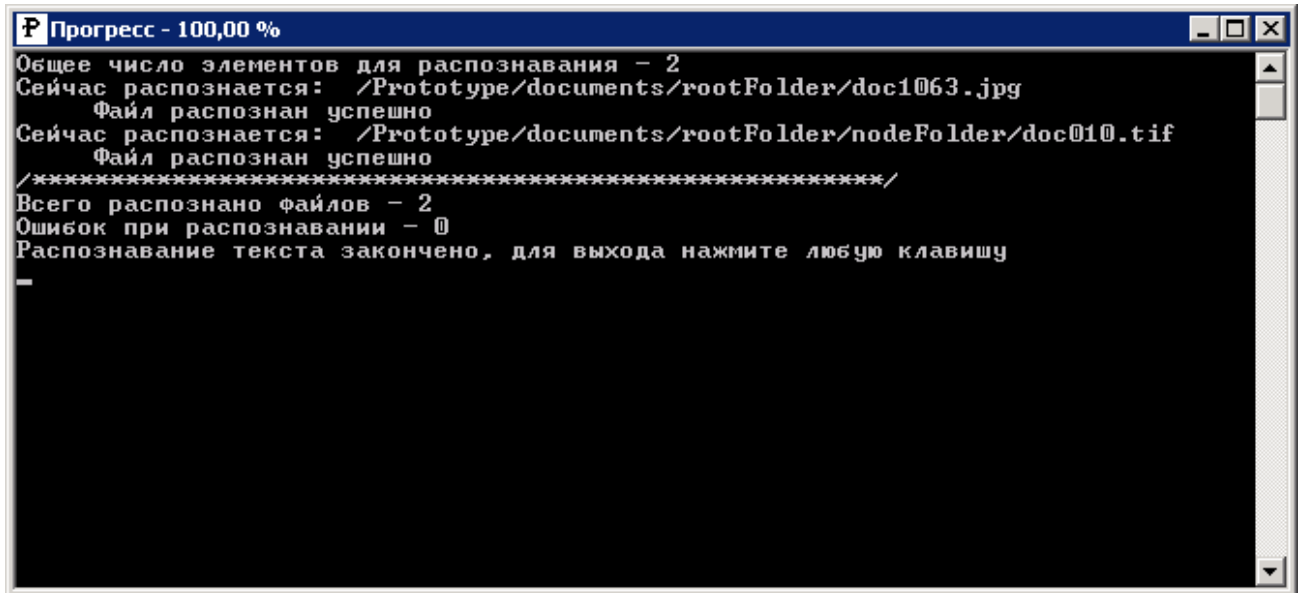 Прогресс - 100,00 %
Общее число элементов для распознавания – 2
Сейчас распознается:  /Prototype/documents/rootFolder/doc1063.jpg
     Файл распознан успешно
Сейчас распознается:  /Prototype/documents/rootFolder/nodeFolder/doc010.tif
     Файл распознан успешно
/*******************************************************/
Всего распознано файлов – 2
Ошибок при распознавании – 0
Распознавание текста закончено, для выхода нажмите любую клавишу